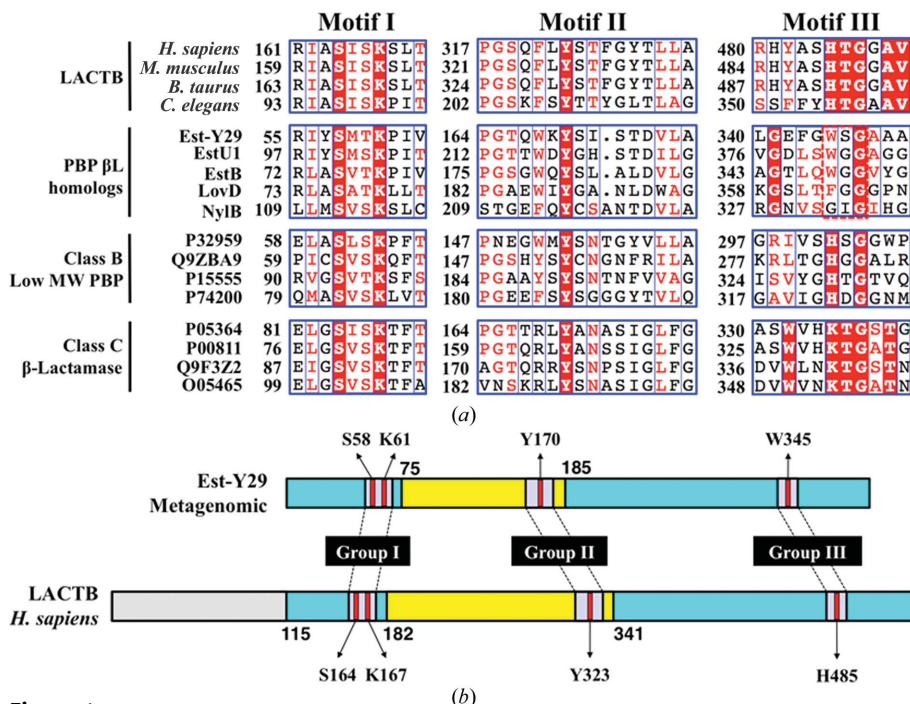 Motif I Motif II Motif III
LACTB
H. sapiens 161 RIASISKSLT 317 PGSQFLYSTFGYTLLA 480 RHYASHTGGAV
M. musculus 159 RIASISKSLT 321 PGSQFLYSTFGYTLLA 484 RHYASHTGGAV
B. taurus 163 RIASISKSLT 324 PGSQFLYSTFGYTLLA 487 RHYASHTGGAV
C. elegans 93 RIASISKPIT 202 PGSKFSYTTYGLTLAG 350 SSFFYHTGAAV
PBP βL
homologs
Est-Y29 55 RIYSMTKPIV 164 PGTQWKYSI.STDVLA 340 LGEFGWSGAAA
EstU1 97 RIYSMSKPIT 212 PGTTWDYGH.STDILG 376 VGDLSWGGVAGG
EstB 72 RLASVTKPIV 175 PGSGWQYSLALDVLG 343 AGTLQWGGVYG
LovD 73 RLASATKLLT 182 PGAEWIYGA.NLDWAG 358 KGSLTFGGGPN
NylB 109 LLMSVSKSLC 209 STGEFQYCSANTDVLA 327 RGNVSGIGIHG
Class B
Low MW PBP
P32959 58 ELASLSKPFT 147 PNEGWMYSNTGYVLLA 297 GRIVSHSGGWP
Q9ZBA9 59 PICSVSKQFT 147 PGSHYSYCNGNFRILA 277 KRLTGHGGALR
P15555 90 RVGSVTKSFS 184 PGAAYSYSNTNFVVAG 324 ISVYGHTGTVQ
P74200 79 QMASVSKLVT 180 PGEEFSYSGGGYTVLQ 317 GAVIGHDGGNM
Class C
β-Lactamase
P05364 81 ELGSISKTFT 164 PGTTRLYANASIGLFG 330 ASWVHKTGSTG
P00811 76 ELGSVSKTFT 159 PGTQRLYANSSIGLFG 325 ASWVHKTGATG
Q9F3Z2 87 EIGSVSKTFT 170 AGTQRRYSNPSIGLFG 336 DVWLNKTGSTN
O05465 99 ELGSVSKTFA 182 VNSKRLYSNSSIGLFG 348 DVWVNKTGATN
(a)
S58 K61 Y170 W345
75 185
Est-Y29
Metagenomic
Group I Group II Group III
LACTB
H. sapiens
115 182 341
S164 K167 Y323 H485
(b)